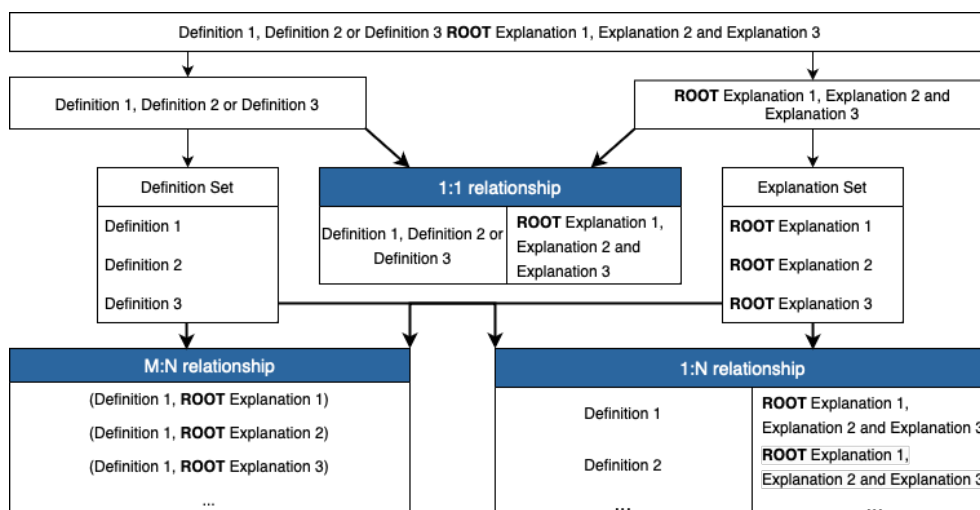 Definition 1, Definition 2 or Definition 3 ROOT Explanation 1, Explanation 2 and Explanation 3
Definition 1, Definition 2 or Definition 3
ROOT Explanation 1, Explanation 2 and
Explanation 3
Definition Set
Definition 1
Definition 2
Definition 3
1:1 relationship
Definition 1, Definition 2 or
Definition 3
ROOT Explanation 1,
Explanation 2 and
Explanation 3
Explanation Set
ROOT Explanation 1
ROOT Explanation 2
ROOT Explanation 3
M:N relationship
(Definition 1, ROOT Explanation 1)
(Definition 1, ROOT Explanation 2)
(Definition 1, ROOT Explanation 3)
...
1:N relationship
Definition 1
ROOT Explanation 1,
Explanation 2 and Explanation 3
Definition 2
ROOT Explanation 1,
Explanation 2 and Explanation 3
...
...